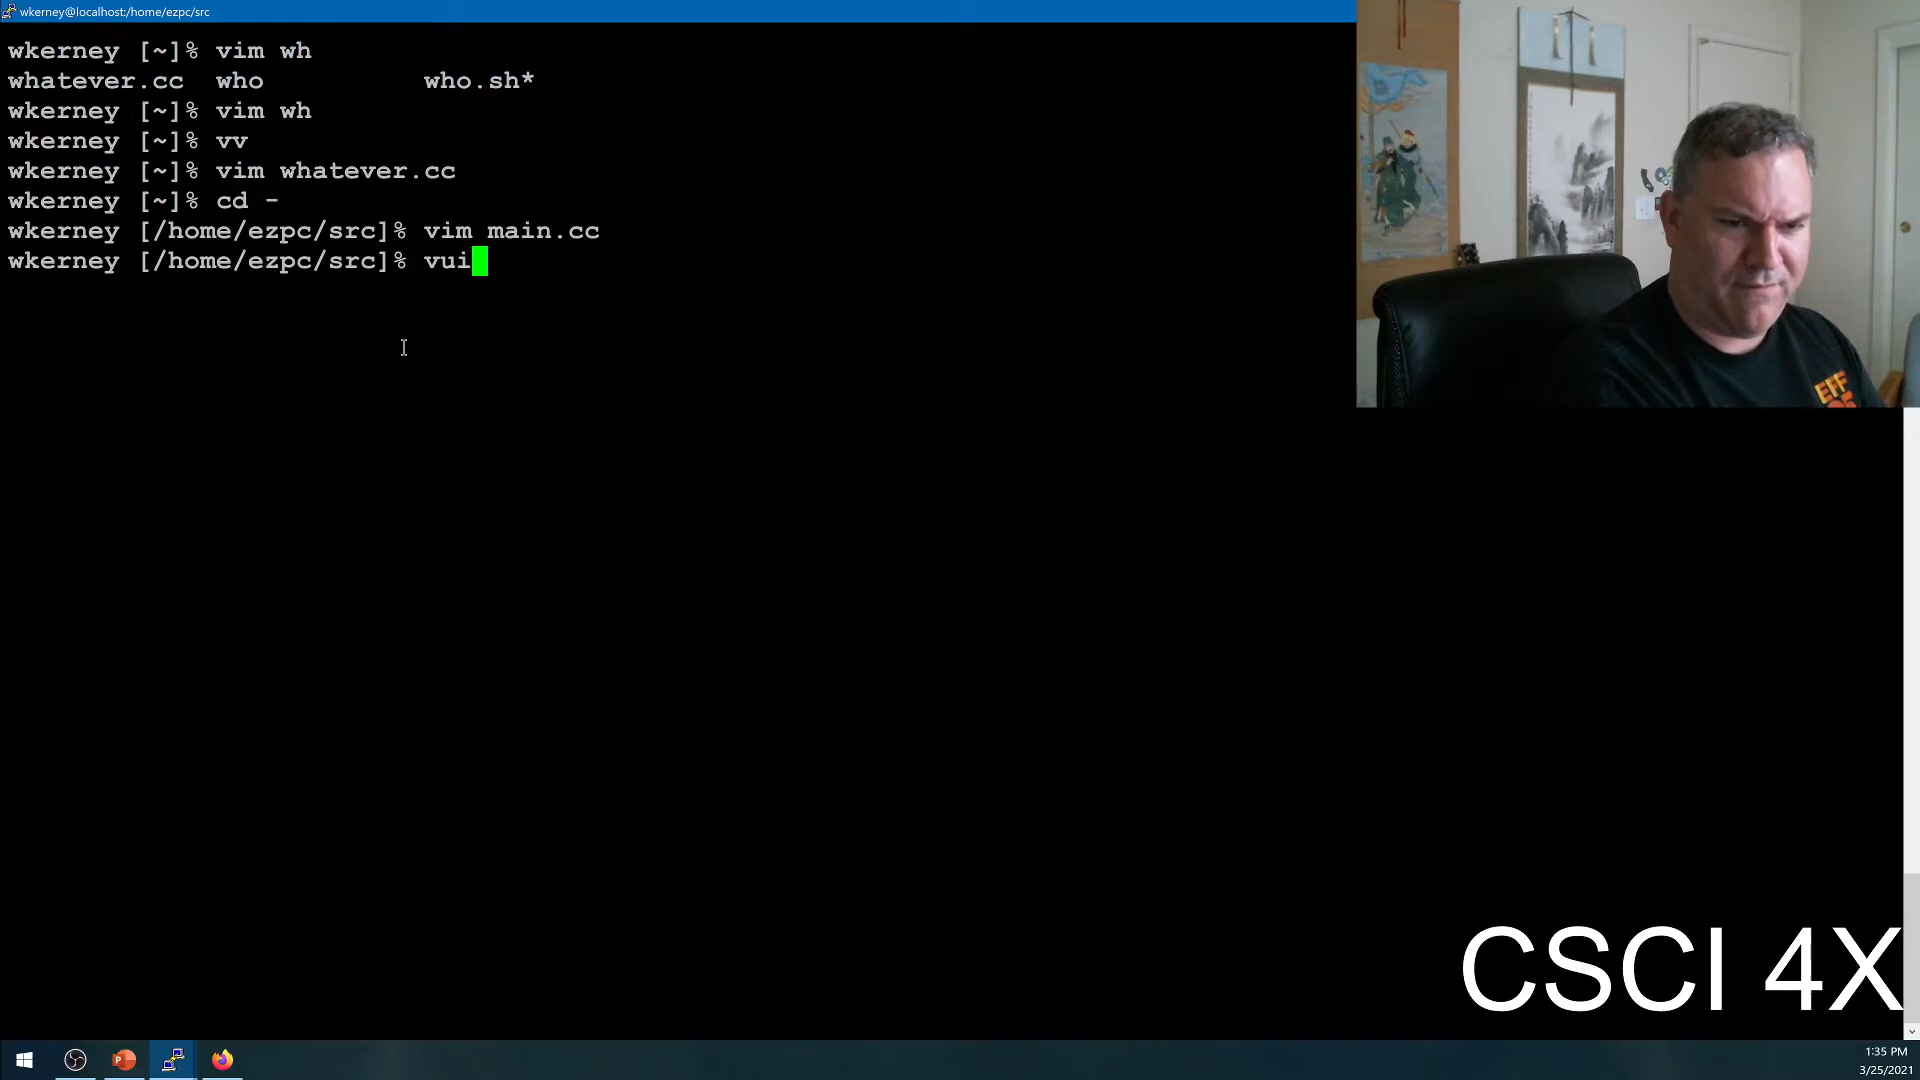 wkerney@localhost:/home/ezpc/src
wkerney [~]% vim wh
whatever.cc who who.sh*
wkerney [~]% vim wh
wkerney [~]% vv
wkerney [~]% vim whatever.cc
wkerney [~]% cd -
wkerney [/home/ezpc/src]% vim main.cc
wkerney [/home/ezpc/src]% vui
EFF
CSCI 4X
1:35 PM
3/25/2021